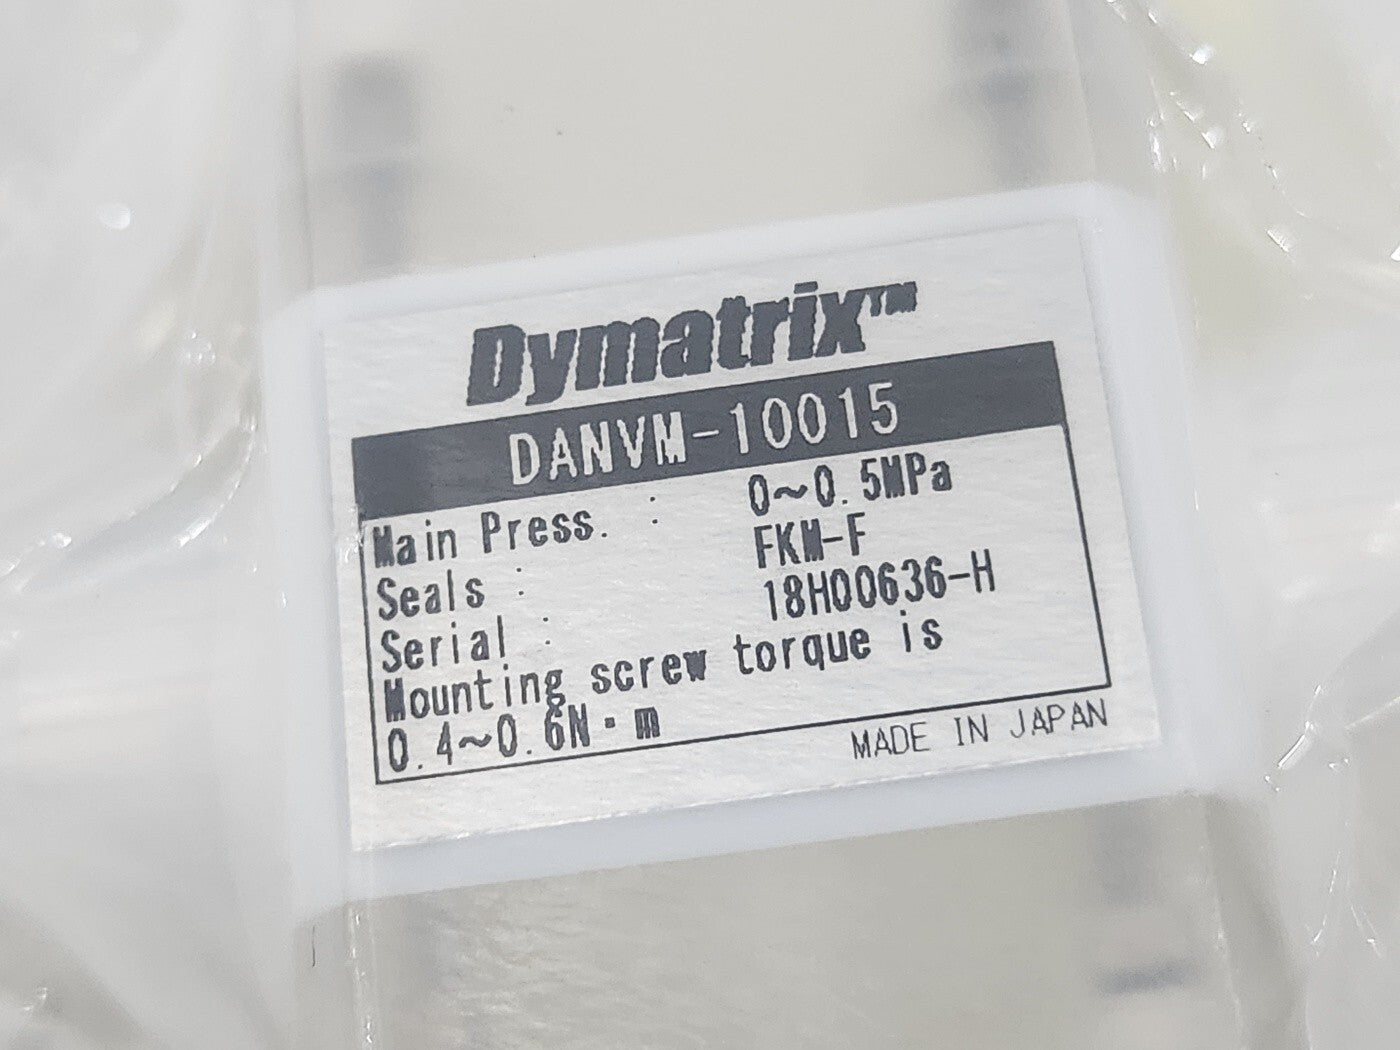 Dymatrix™
DANVM-10015
Main Press. : 0~0.5MPa
Seals : FKM-F
Serial : 18H00636-H
Mounting screw torque is
0.4~0.6N・m
MADE IN JAPAN